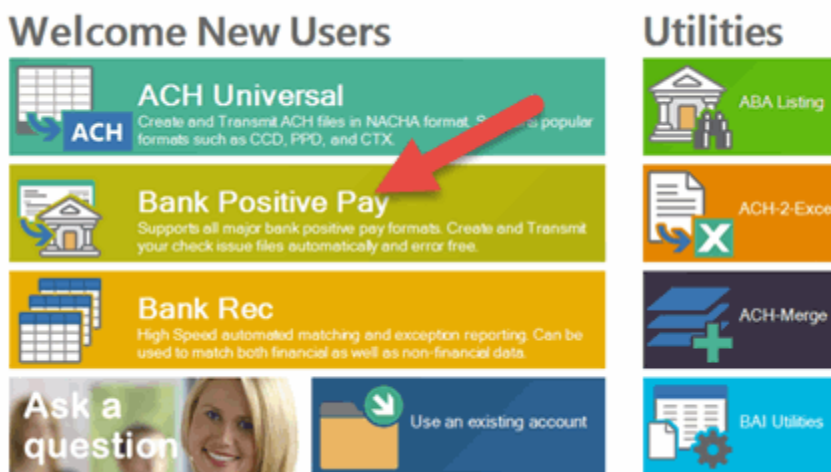 Welcome New Users
ACH
ACH Universal
Create and Transmit ACH files in NACHA format. popular
formats such as CCD, PPD, and CTX.
Bank Positive Pay
Supports all major bank positive pay formats. Create and Transmit
your check issue files automatically and error free.
Bank Rec
High Speed automated matching and exception reporting. Can be
used to match both financial as well as non-financial data.
Ask a
question
Use an existing account
Utilities
ABA Listing
X
ACH-2-Exce
ACH-Merge
BAI Utilities